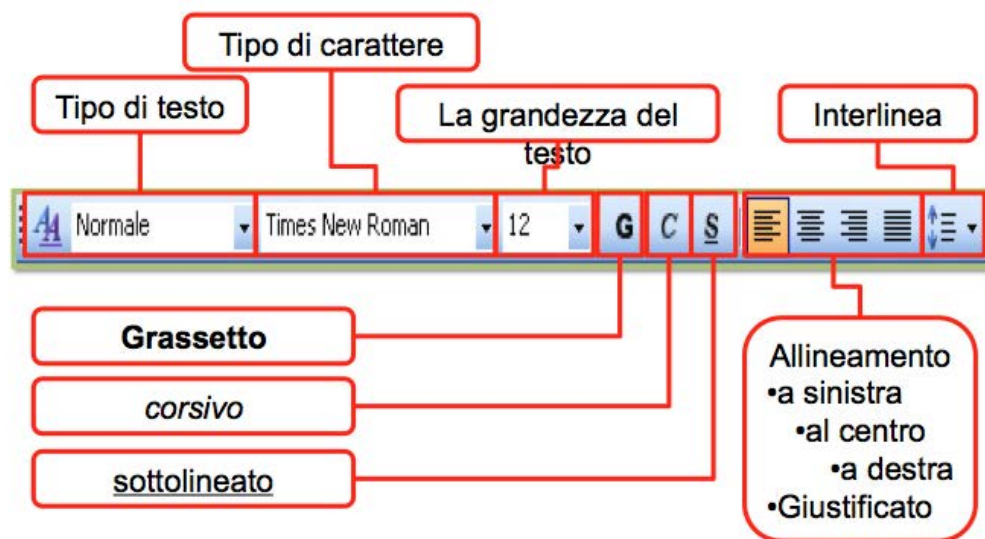 Tipo di carattere
Tipo di testo
La grandezza del
testo
Interlinea
Normale
Times New Roman
12
G
C
S
Grassetto
corsivo
sottolineato
Allineamento
•a sinistra
•al centro
•a destra
•Giustificato